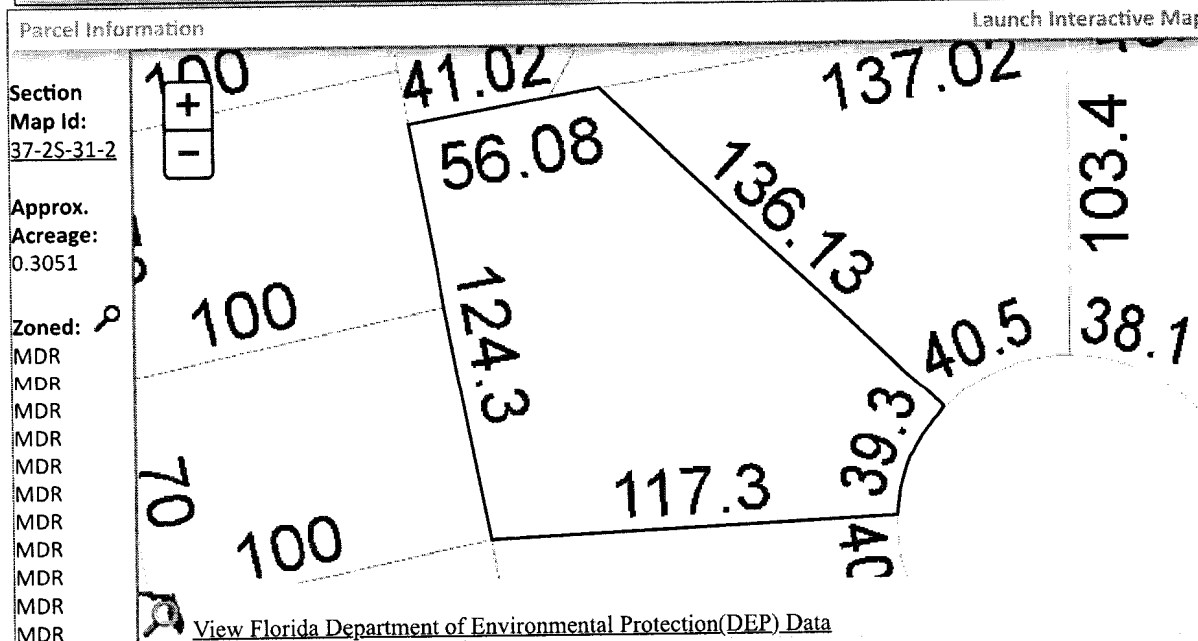 Parcel Information
Launch Interactive Map
Section
Map Id:
37-2S-31-2
Approx.
Acreage:
0.3051
Zoned:
MDR
MDR
MDR
MDR
MDR
MDR
MDR
MDR
MDR
MDR
MDR
+
−
100
41.02
137.02
56.08
136.13
103.4
100
124.3
40.5
38.1
39.3
117.3
70
100
40
View Florida Department of Environmental Protection(DEP) Data